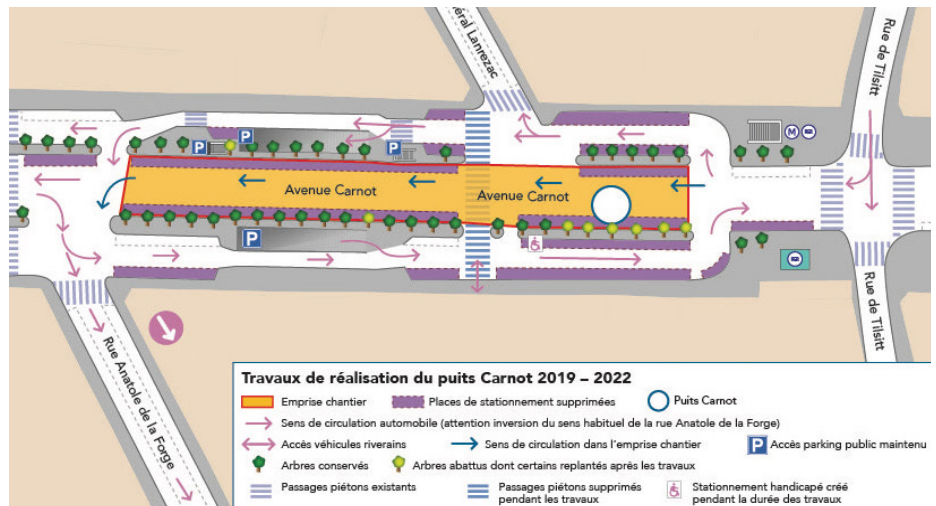 éral Lanrezac
Rue de Tilsitt
P
P
P
M
Avenue Carnot
Avenue Carnot
P
Rue de Tilsitt
Rue Anatole de la Forge
Travaux de réalisation du puits Carnot 2019 – 2022
Emprise chantier
Places de stationnement supprimées
Puits Carnot
Sens de circulation automobile (attention inversion du sens habituel de la rue Anatole de la Forge)
Accès véhicules riverains
Sens de circulation dans l'emprise chantier
P Accès parking public maintenu
Arbres conservés
Arbres abattus dont certains replantés après les travaux
Passages piétons existants
Passages piétons supprimés
pendant les travaux
Stationnement handicapé créé
pendant la durée des travaux